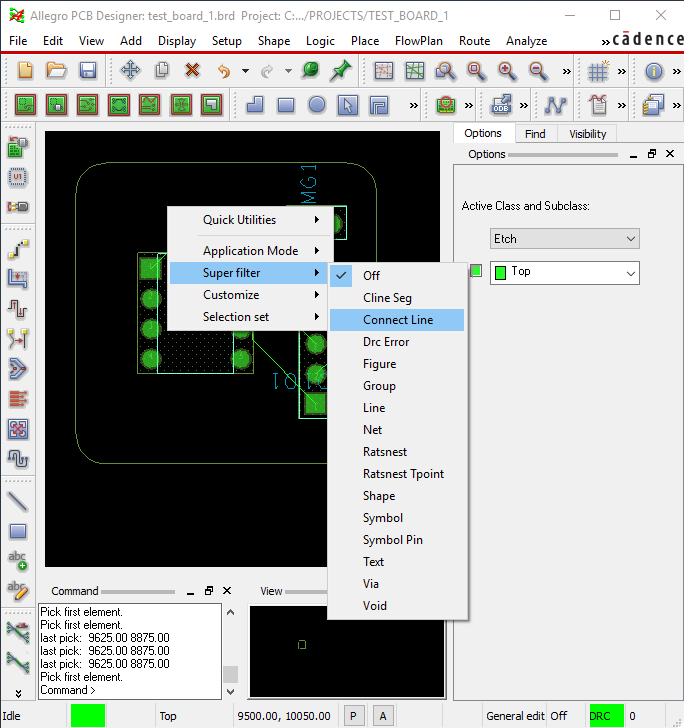 Allegro PCB Designer: test_board_1.brd Project: C:.../PROJECTS/TEST_BOARD_1
File Edit View Add Display Setup Shape Logic Place FlowPlan Route Analyze » cādence
» » »
» » »
U1
ODB
abc
abc
»
Options Find Visibility
Options
Active Class and Subclass:
Etch
Top
MG1
Quick Utilities
Application Mode
Super filter
Customize
Selection set
Off
Cline Seg
Connect Line
Drc Error
Figure
Group
Line
Net
Ratsnest
Ratsnest Tpoint
Shape
Symbol
Symbol Pin
Text
Via
Void
Command
Pick first element.
Pick first element.
last pick: 9625.00 8875.00
last pick: 9625.00 8875.00
last pick: 9625.00 8875.00
Pick first element.
Command >
View
Idle Top 9500.00, 10050.00 P A General edit Off DRC 0